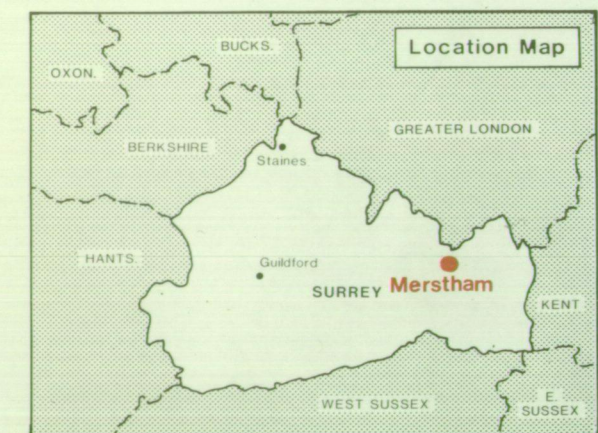 Location Map
BUCKS.
OXON.
GREATER LONDON
BERKSHIRE
Staines
HANTS.
Guildford
SURREY Merstham
KENT
WEST SUSSEX
E.
SUSSEX